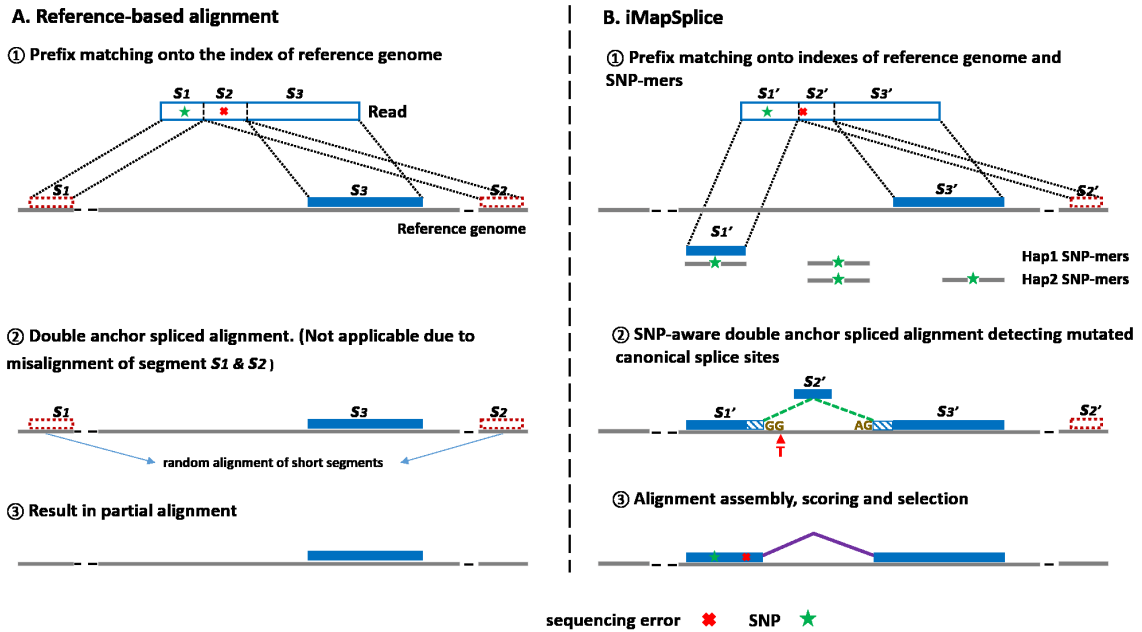 A. Reference-based alignment
① Prefix matching onto the index of reference genome
S1 S2 S3
Read
S1 S3 S2
Reference genome
② Double anchor spliced alignment. (Not applicable due to
misalignment of segment S1 & S2)
S1 S3 S2
random alignment of short segments
③ Result in partial alignment
B. iMapSplice
① Prefix matching onto indexes of reference genome and
SNP-mers
S1' S2' S3'
S3' S2'
S1'
Hap1 SNP-mers
Hap2 SNP-mers
② SNP-aware double anchor spliced alignment detecting mutated
canonical splice sites
S2'
S1' S3' S2'
GG AG
T
③ Alignment assembly, scoring and selection
sequencing error SNP